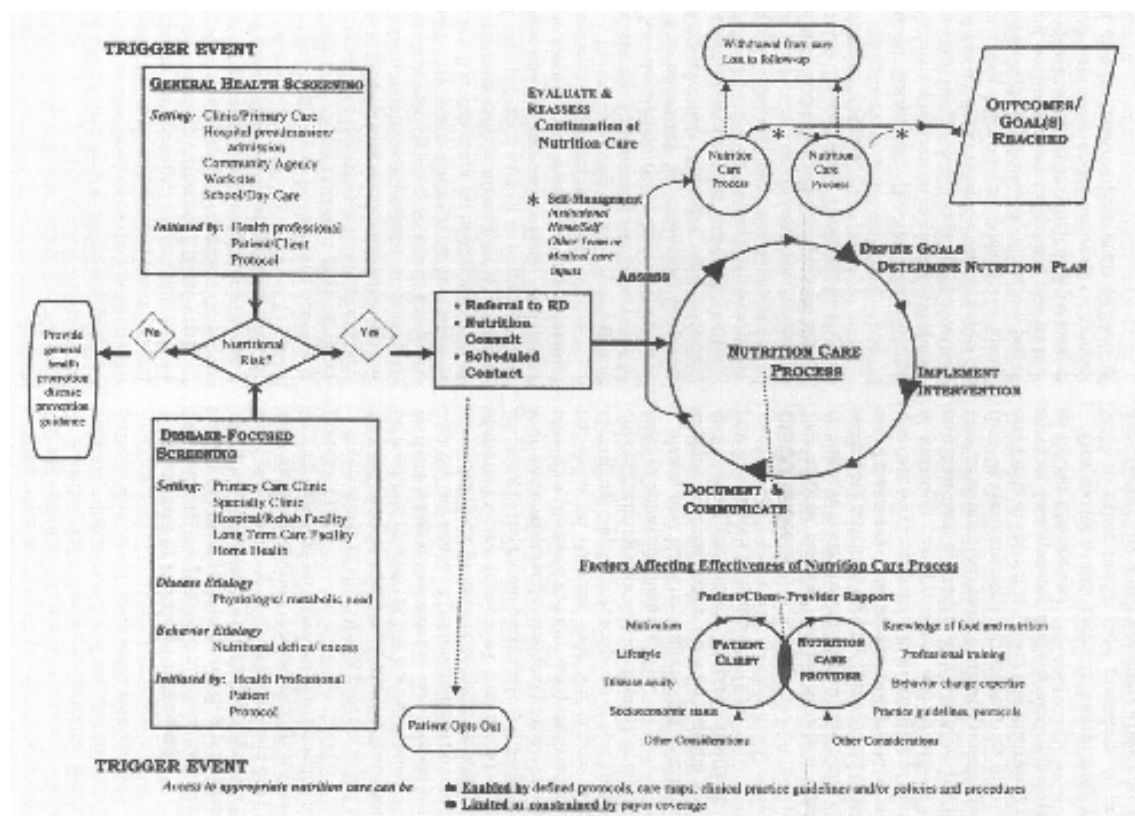 TRIGGER EVENT
GENERAL HEALTH SCREENING
Setting: Clinic/Primary Care
Hospital preadmission/
admission
Community Agency
Worksite
School/Day Care
Initiated by: Health professional
Patient/Client
Protocol
Provide
general
health
promotion
disease
prevention
guidance
No
Nutritional
Risk?
Yes
• Referral to RD
• Nutrition
Consult
• Scheduled
Contact
DISEASE-FOCUSED
SCREENING
Setting: Primary Care Clinic
Specialty Clinic
Hospital/Rehab Facility
Long Term Care Facility
Home Health
Disease Etiology
Physiologic/ metabolic need
Behavior Etiology
Nutritional deficit/ excess
Initiated by: Health Professional
Patient
Protocol
TRIGGER EVENT
Patient Opts Out
Withdrawal from care
Loss to follow-up
EVALUATE &
REASSESS
Continuation of
Nutrition Care
Nutrition
Care
Process
Nutrition
Care
Process
*
*
OUTCOMES/
GOAL(S)
REACHED
* Self-Management
Institutional
Home/Self
Other from or
Medical care
inputs
Assess
DEFINE GOALS
DETERMINE NUTRITION PLAN
NUTRITION CARE
PROCESS
IMPLEMENT
INTERVENTION
DOCUMENT &
COMMUNICATE
Factors Affecting Effectiveness of Nutrition Care Process
Patient/Client–Provider Rapport
Motivation
Lifestyle
Disease acuity
Socioeconomic status
Other Considerations
PATIENT
CLIENT
NUTRITION
CARE
PROVIDER
Knowledge of food and nutrition
Professional training
Behavior change expertise
Practice guidelines, protocols
Other Considerations
Access to appropriate nutrition care can be
Enabled by defined protocols, care maps, clinical practice guidelines and/or policies and procedures
Limited or constrained by payor coverage